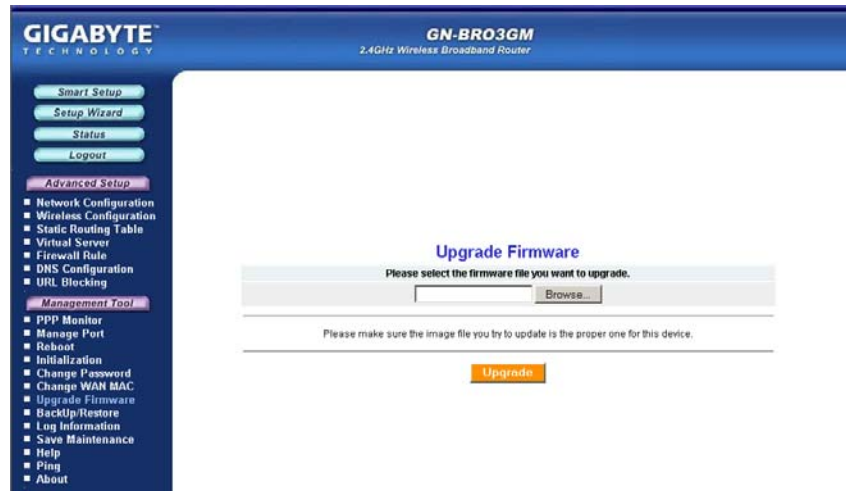 GIGABYTE™
TECHNOLOGY
GN-BR03GM
2.4GHz Wireless Broadband Router
Smart Setup
Setup Wizard
Status
Logout
Advanced Setup
Network Configuration
Wireless Configuration
Static Routing Table
Virtual Server
Firewall Rule
DNS Configuration
URL Blocking
Management Tool
PPP Monitor
Manage Port
Reboot
Initialization
Change Password
Change WAN MAC
Upgrade Firmware
BackUp/Restore
Log Information
Save Maintenance
Help
Ping
About
Upgrade Firmware
Please select the firmware file you want to upgrade.
Browse...
Please make sure the image file you try to update is the proper one for this device.
Upgrade